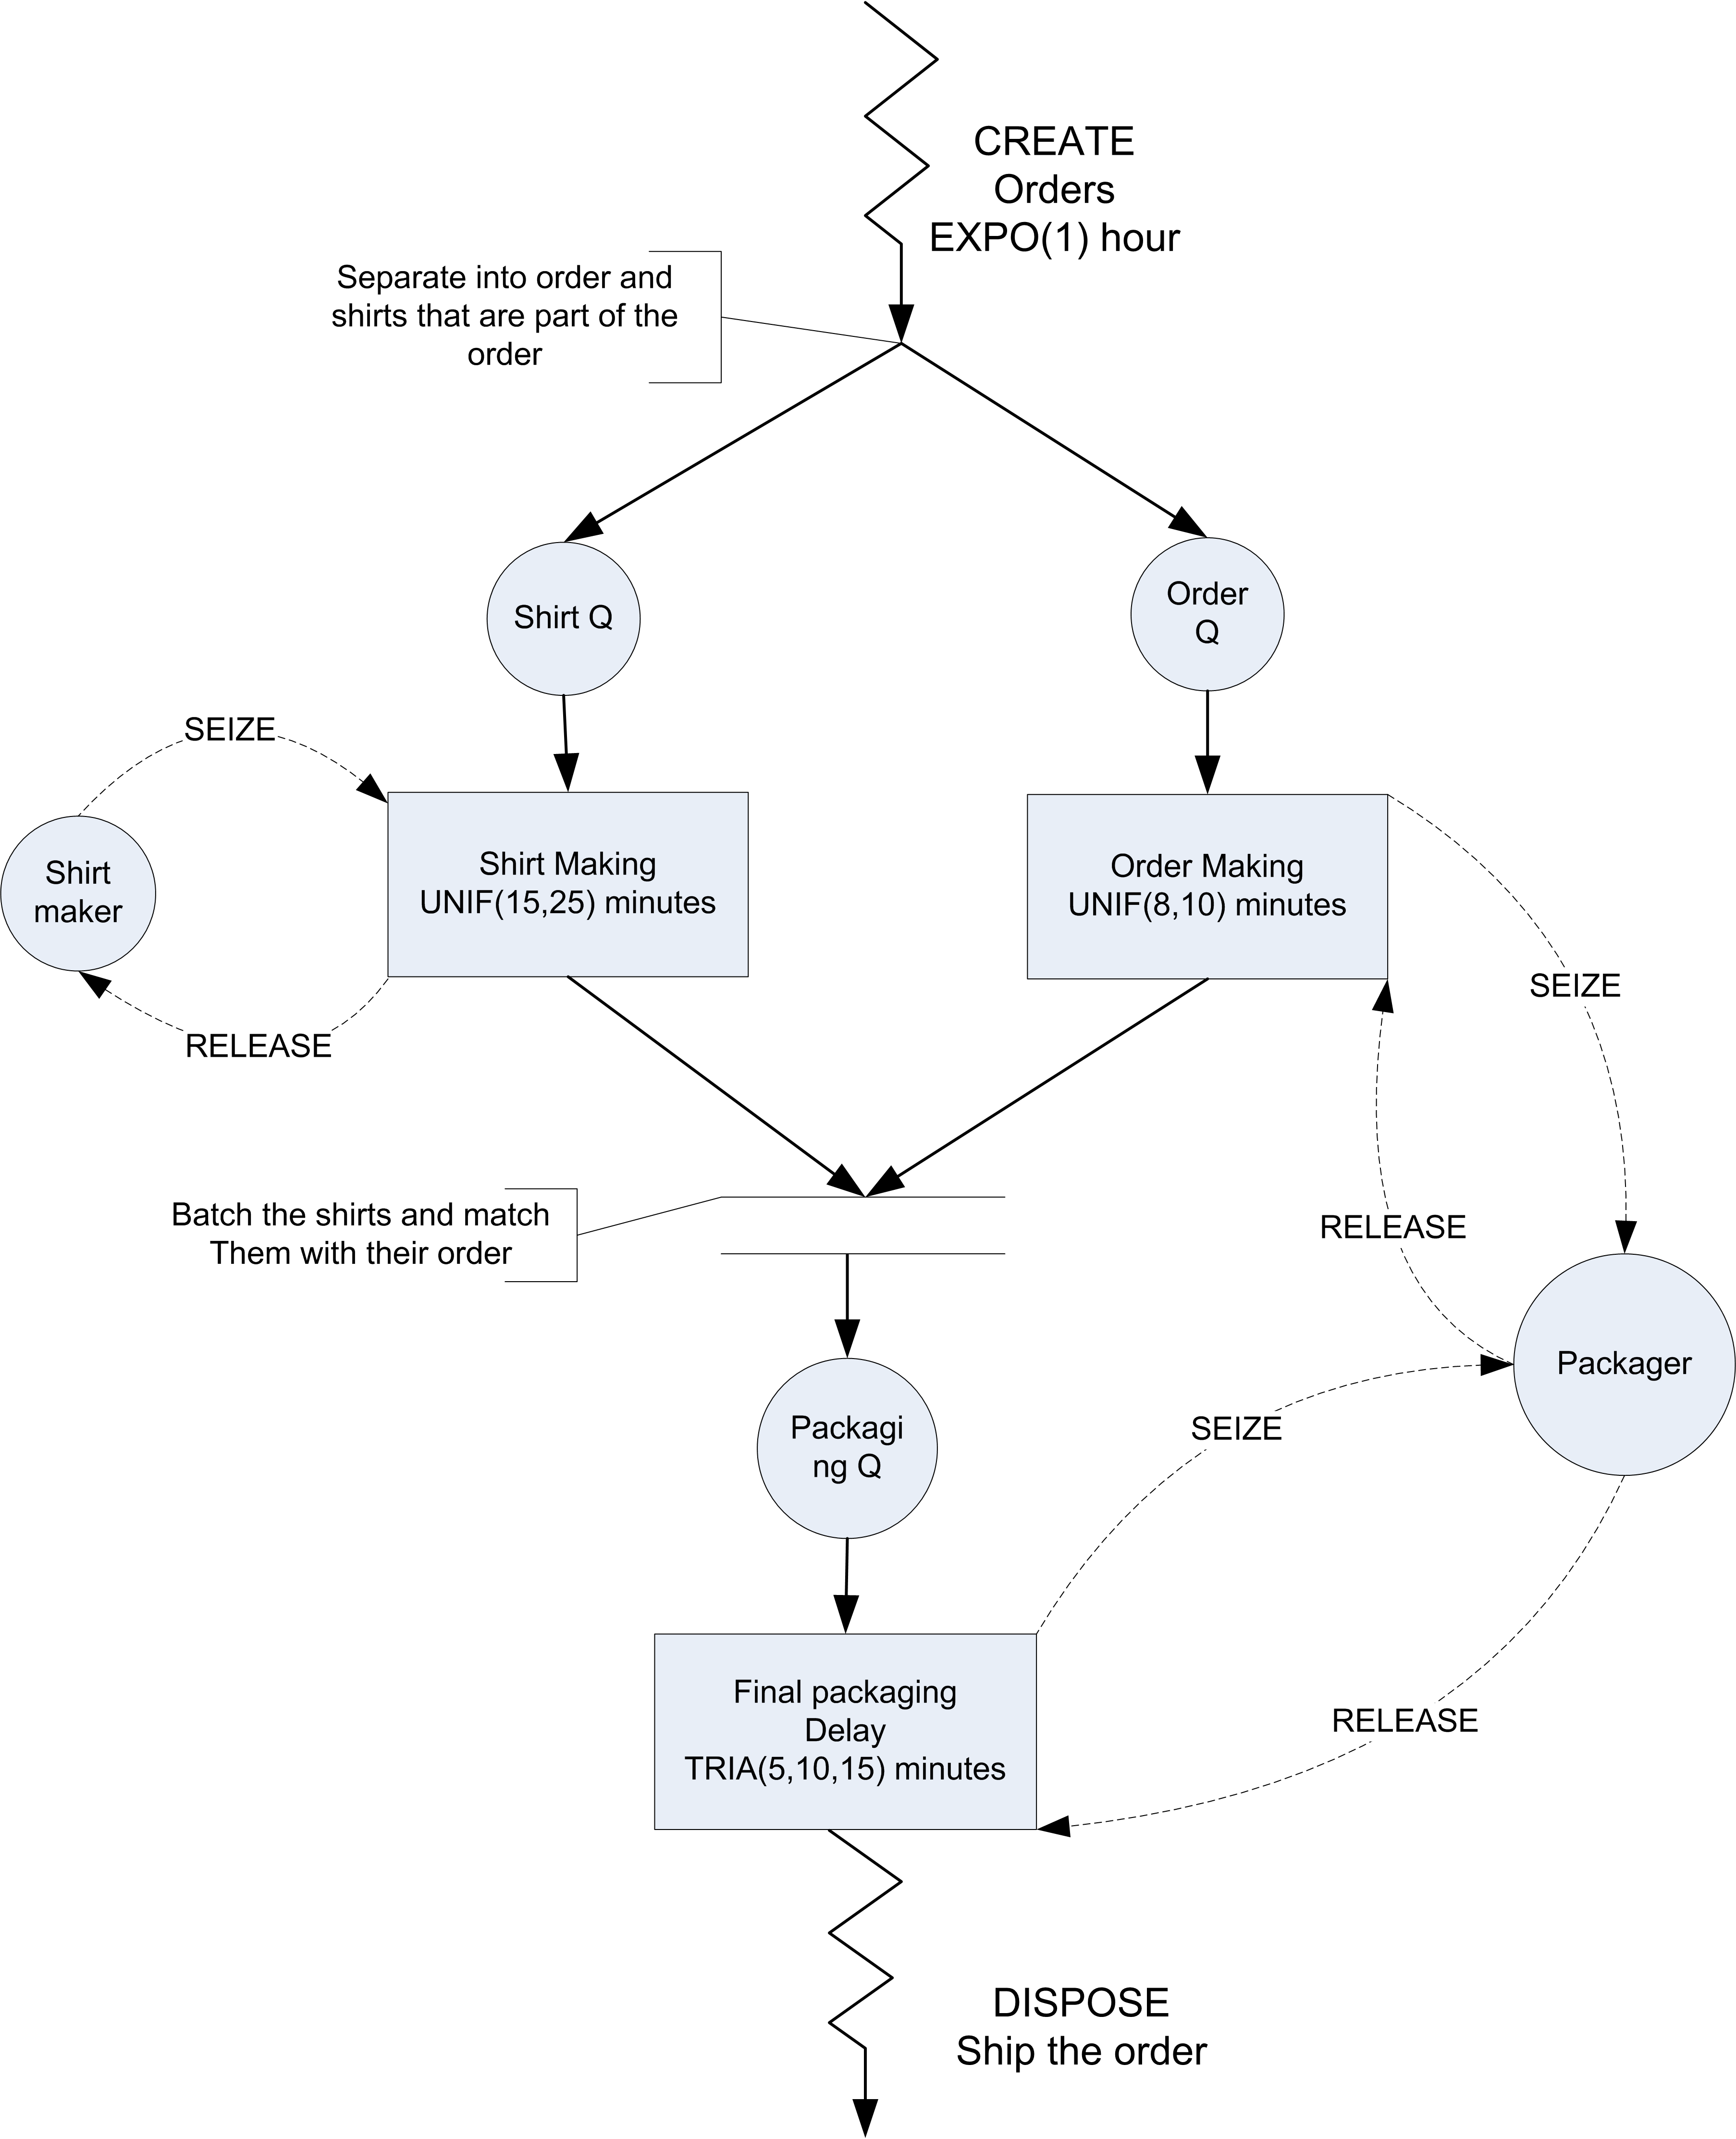 CREATE
Orders
EXPO(1) hour
Separate into order and
shirts that are part of the
order
Shirt Q
Order
Q
SEIZE
Shirt
maker
Shirt Making
UNIF(15,25) minutes
Order Making
UNIF(8,10) minutes
SEIZE
RELEASE
Batch the shirts and match
Them with their order
RELEASE
Packager
Packagi
ng Q
SEIZE
Final packaging
Delay
TRIA(5,10,15) minutes
RELEASE
DISPOSE
Ship the order